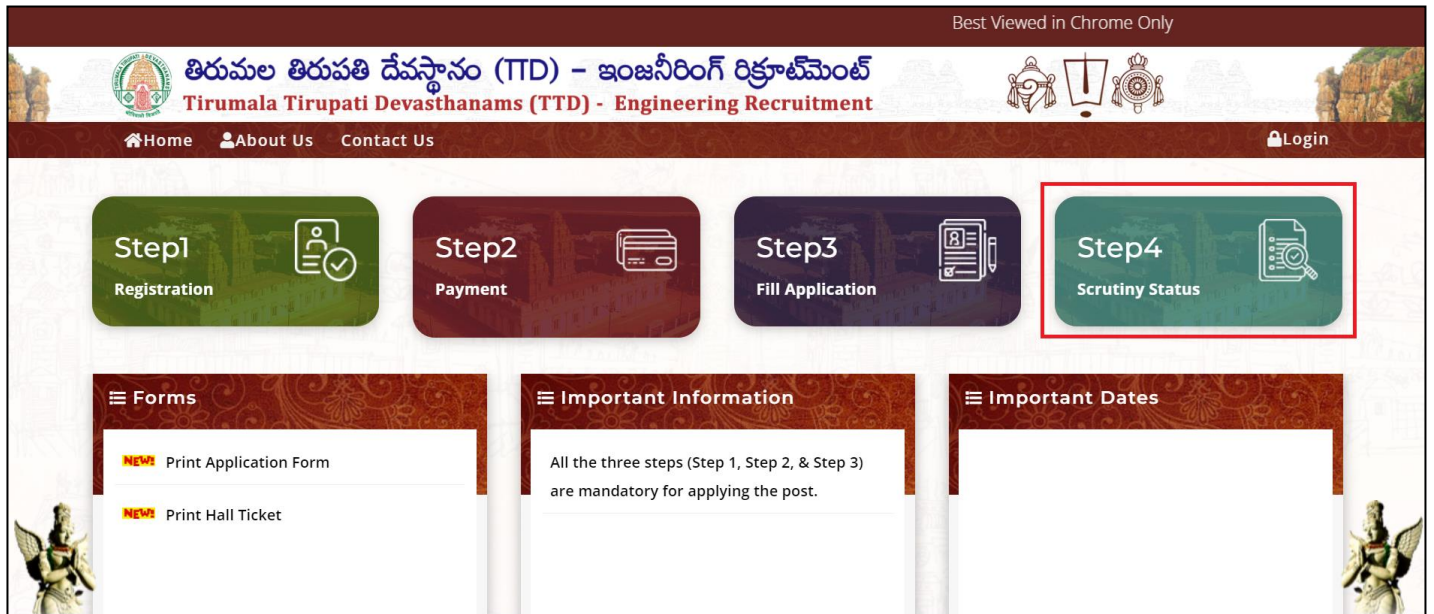 Best Viewed in Chrome Only
తిరుమల తిరుపతి దేవస్థానం (TTD) – ఇంజనీరింగ్ రిక్రూట్‌మెంట్
Tirumala Tirupati Devasthanams (TTD) - Engineering Recruitment
Home About Us Contact Us Login
Step1
Registration
Step2
Payment
Step3
Fill Application
Step4
Scrutiny Status
Forms
NEW! Print Application Form
NEW! Print Hall Ticket
Important Information
All the three steps (Step 1, Step 2, & Step 3)
are mandatory for applying the post.
Important Dates